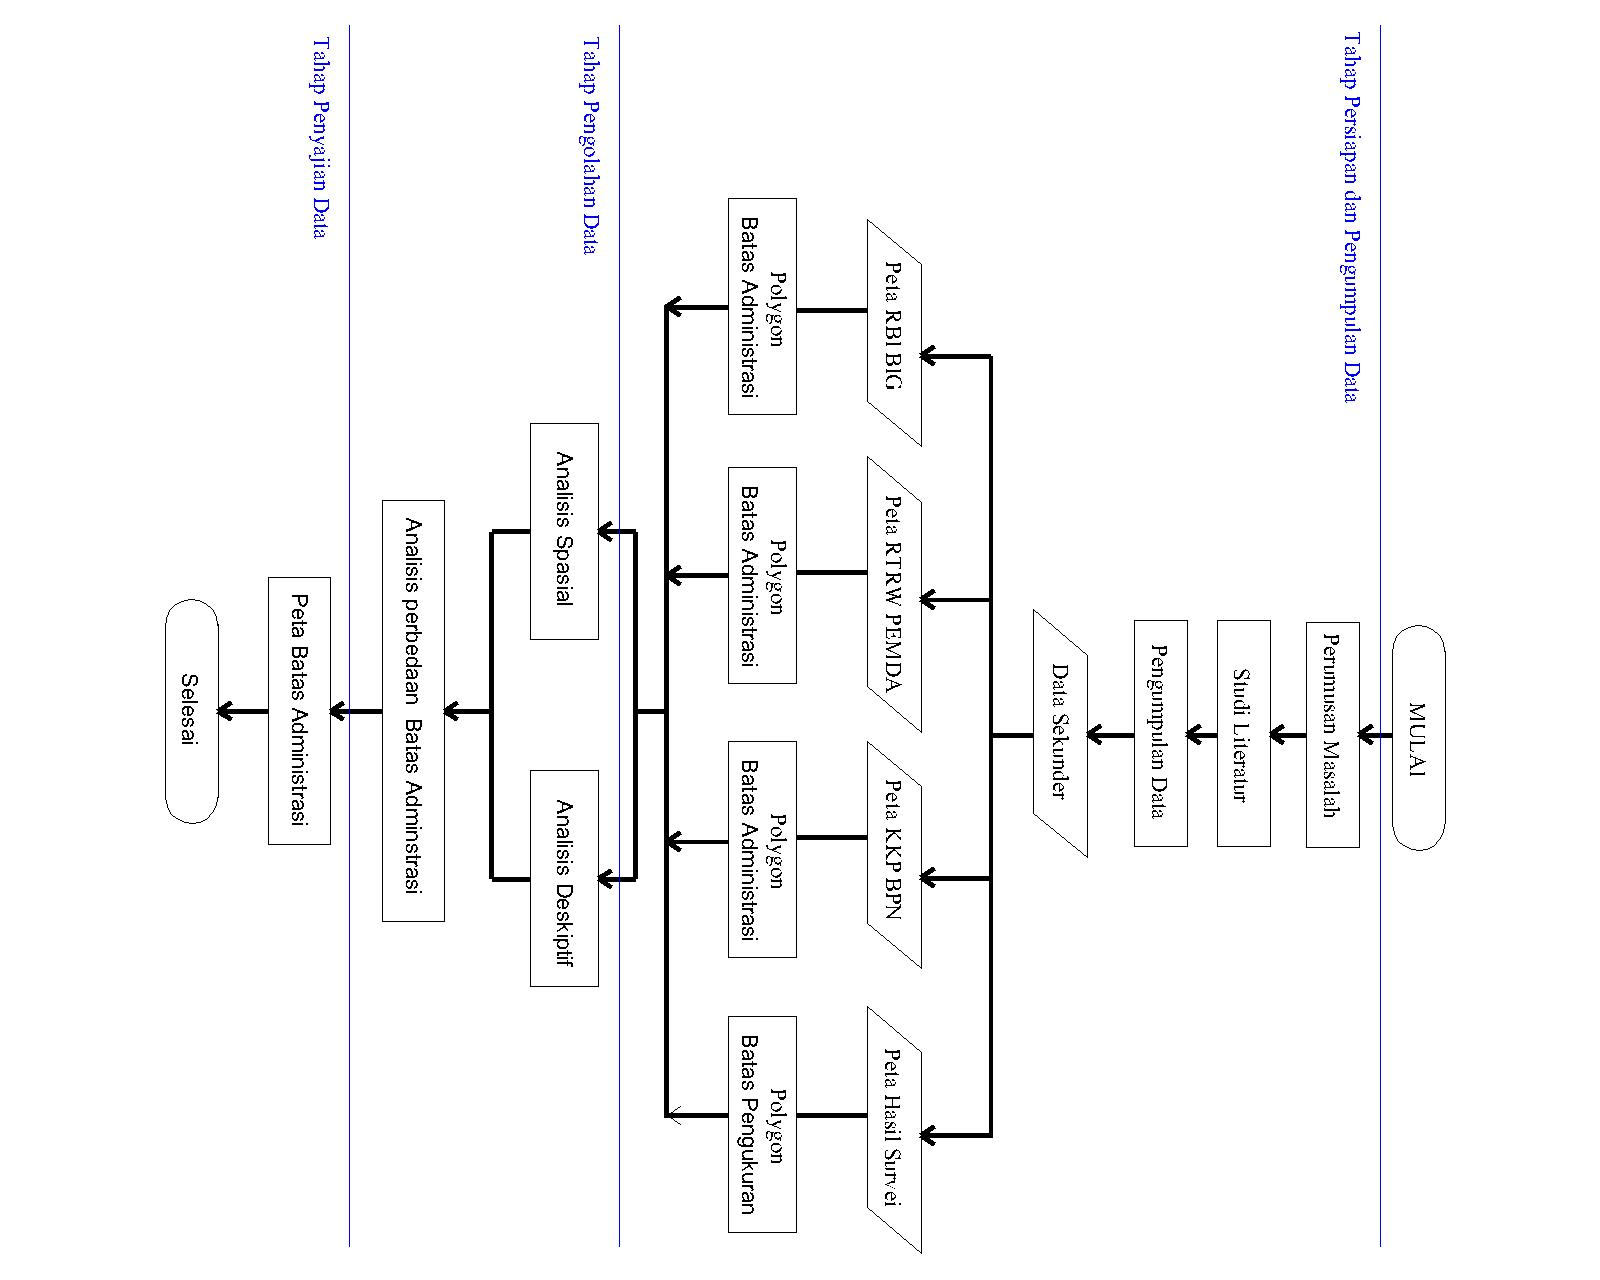 MULAI
Tahap Persiapan dan Pengumpulan Data
Perumusan Masalah
Studi Literatur
Pengumpulan Data
Data Sekunder
Peta RBI BIG
Peta RTRW PEMDA
Peta KKP BPN
Peta Hasil Survei
Polygon
Batas Administrasi
Polygon
Batas Administrasi
Polygon
Batas Administrasi
Polygon
Batas Pengukuran
Tahap Pengolahan Data
Analisis Spasial
Analisis Deskiptif
Analisis perbedaan Batas Adminstrasi
Tahap Penyajian Data
Peta Batas Administrasi
Selesai